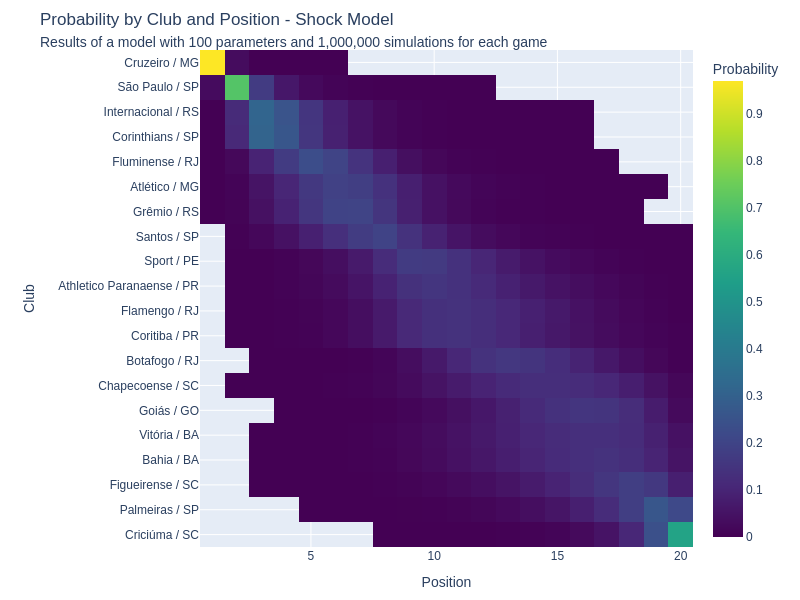 Probability by Club and Position - Shock Model
Results of a model with 100 parameters and 1,000,000 simulations for each game
Cruzeiro / MG
São Paulo / SP
Internacional / RS
Corinthians / SP
Fluminense / RJ
Atlético / MG
Grêmio / RS
Santos / SP
Sport / PE
Athletico Paranaense / PR
Flamengo / RJ
Coritiba / PR
Botafogo / RJ
Chapecoense / SC
Goiás / GO
Vitória / BA
Bahia / BA
Figueirense / SC
Palmeiras / SP
Criciúma / SC
Club
5
10
15
20
Position
Probability
0.9
0.8
0.7
0.6
0.5
0.4
0.3
0.2
0.1
0